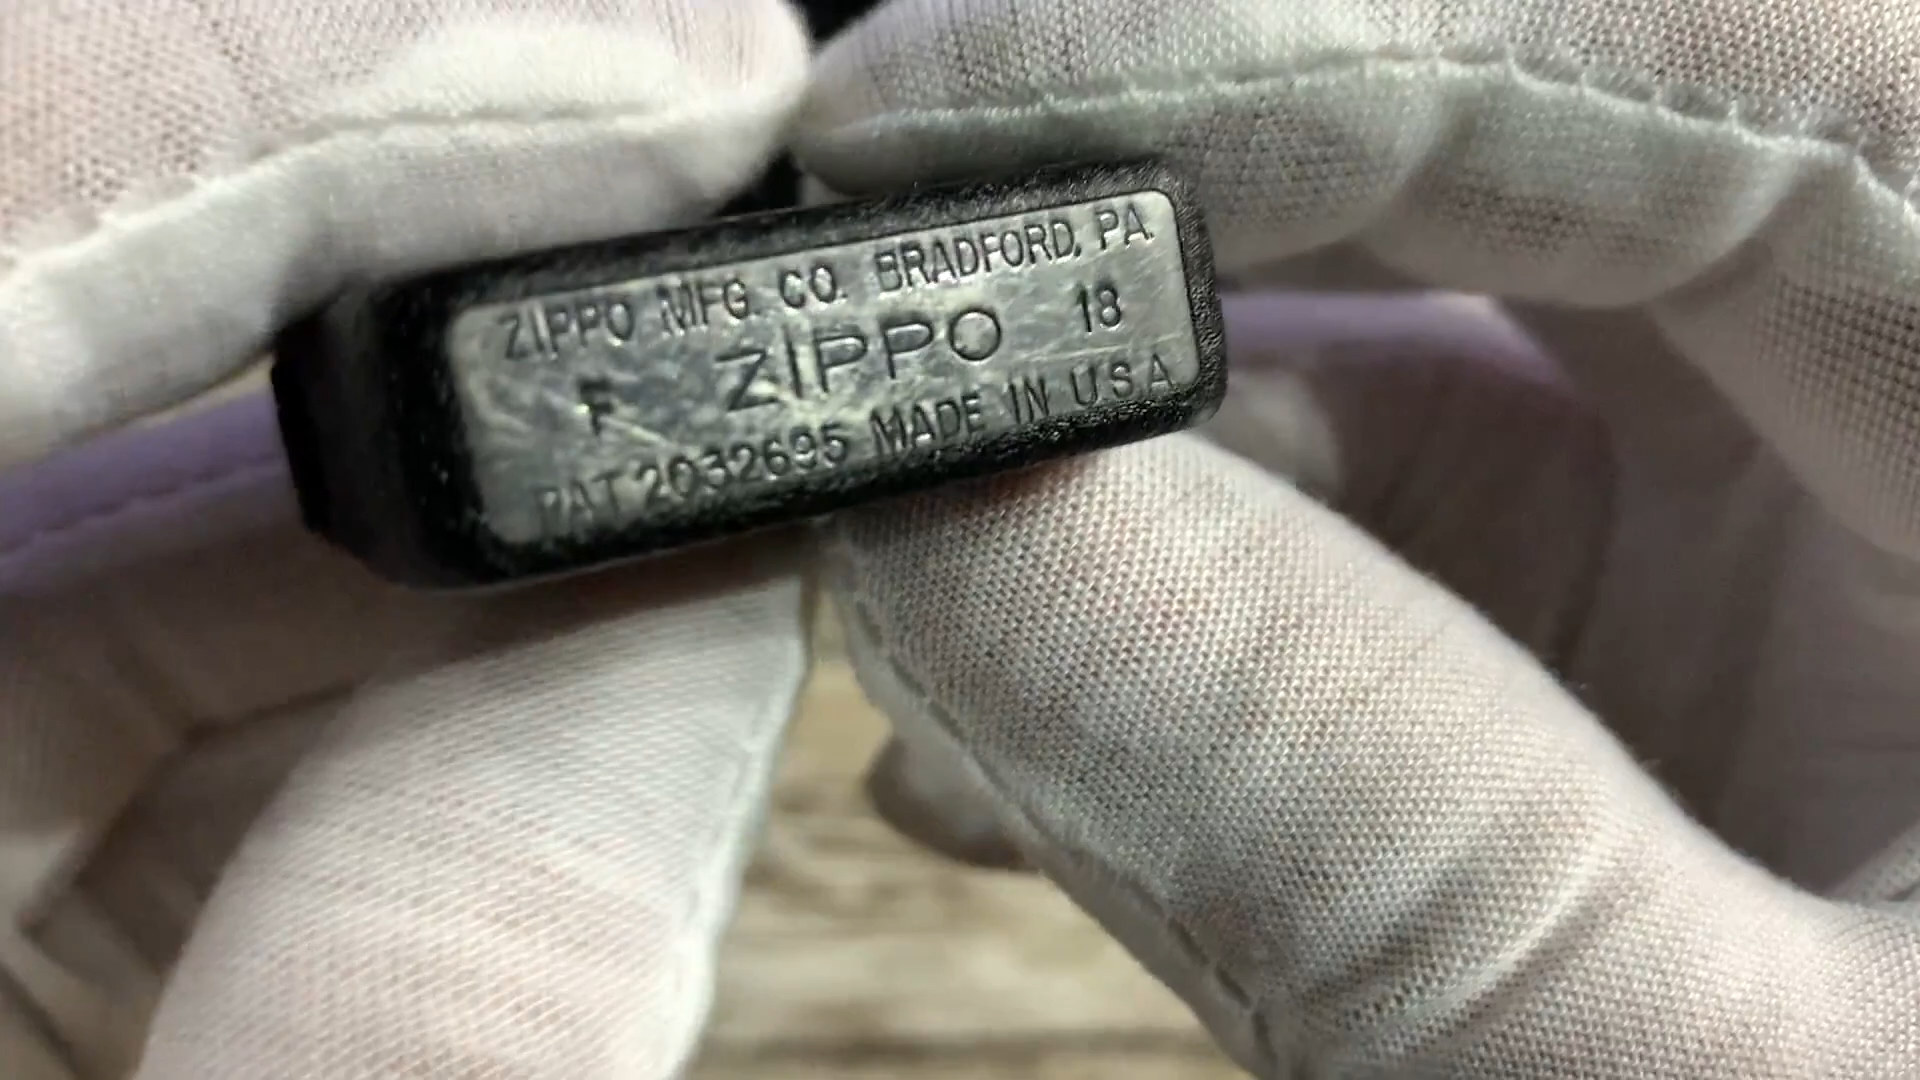 ZIPPO MFG. CO. BRADFORD, PA.
F ZIPPO 18
PAT 2032695 MADE IN U S A